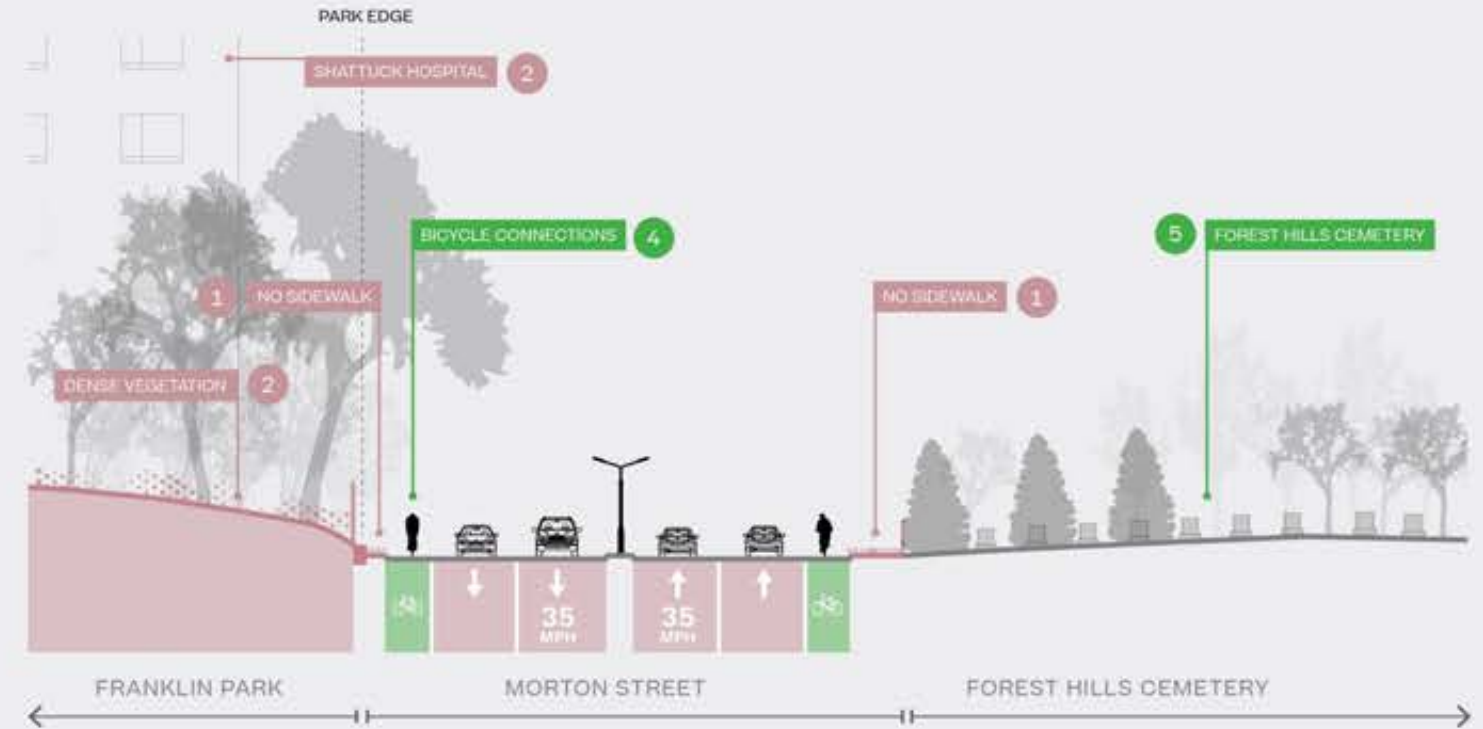 PARK EDGE
SHATTUCK HOSPITAL 2
BICYCLE CONNECTIONS 4
5 FOREST HILLS CEMETERY
1 NO SIDEWALK
NO SIDEWALK 1
DENSE VEGETATION 2
35 MPH
35 MPH
FRANKLIN PARK
MORTON STREET
FOREST HILLS CEMETERY